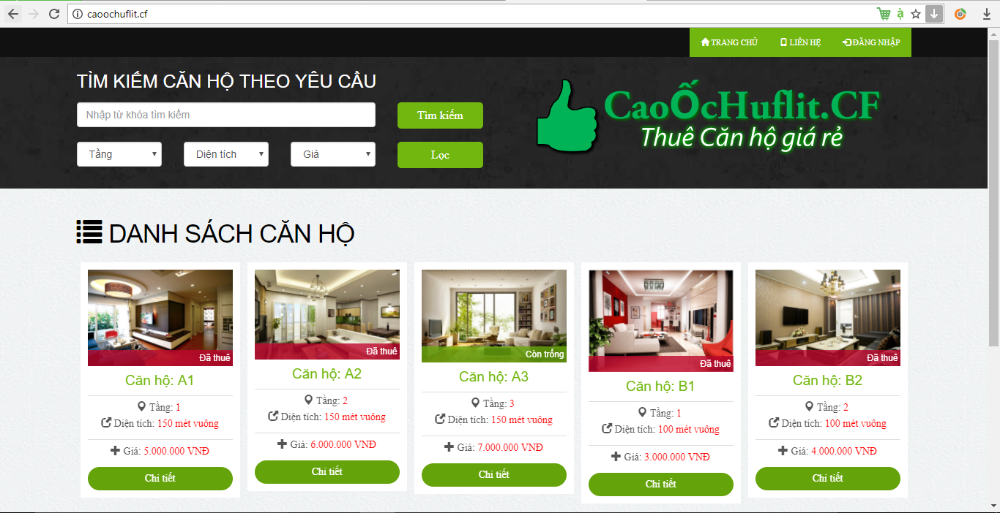 caoochuflit.cf
TRANG CHỦ
LIÊN HỆ
ĐĂNG NHẬP
TÌM KIẾM CĂN HỘ THEO YÊU CẦU
Nhập từ khóa tìm kiếm
Tìm kiếm
Tầng
Diện tích
Giá
Lọc
CaoỐcHuflit.CF
Thuê Căn hộ giá rẻ
DANH SÁCH CĂN HỘ
Đã thuê
Căn hộ: A1
Tầng: 1
Diện tích: 150 mét vuông
Giá: 5.000.000 VNĐ
Chi tiết
Đã thuê
Căn hộ: A2
Tầng: 2
Diện tích: 150 mét vuông
Giá: 6.000.000 VNĐ
Chi tiết
Còn trống
Căn hộ: A3
Tầng: 3
Diện tích: 150 mét vuông
Giá: 7.000.000 VNĐ
Chi tiết
Đã thuê
Căn hộ: B1
Tầng: 1
Diện tích: 100 mét vuông
Giá: 3.000.000 VNĐ
Chi tiết
Đã thuê
Căn hộ: B2
Tầng: 2
Diện tích: 100 mét vuông
Giá: 4.000.000 VNĐ
Chi tiết